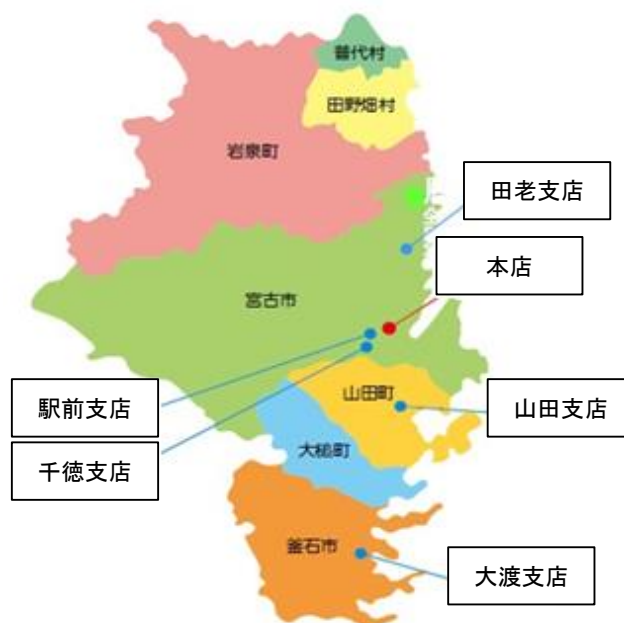 普代村
田野畑村
岩泉町
田老支店
本店
宮古市
駅前支店
山田町
山田支店
千徳支店
大槌町
釜石市
大渡支店